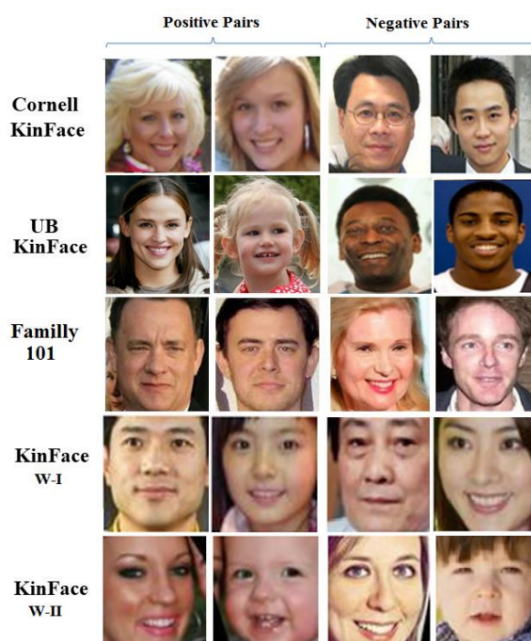 Positive Pairs Negative Pairs
Cornell
KinFace
UB
KinFace
Familly
101
KinFace
W-I
KinFace
W-II